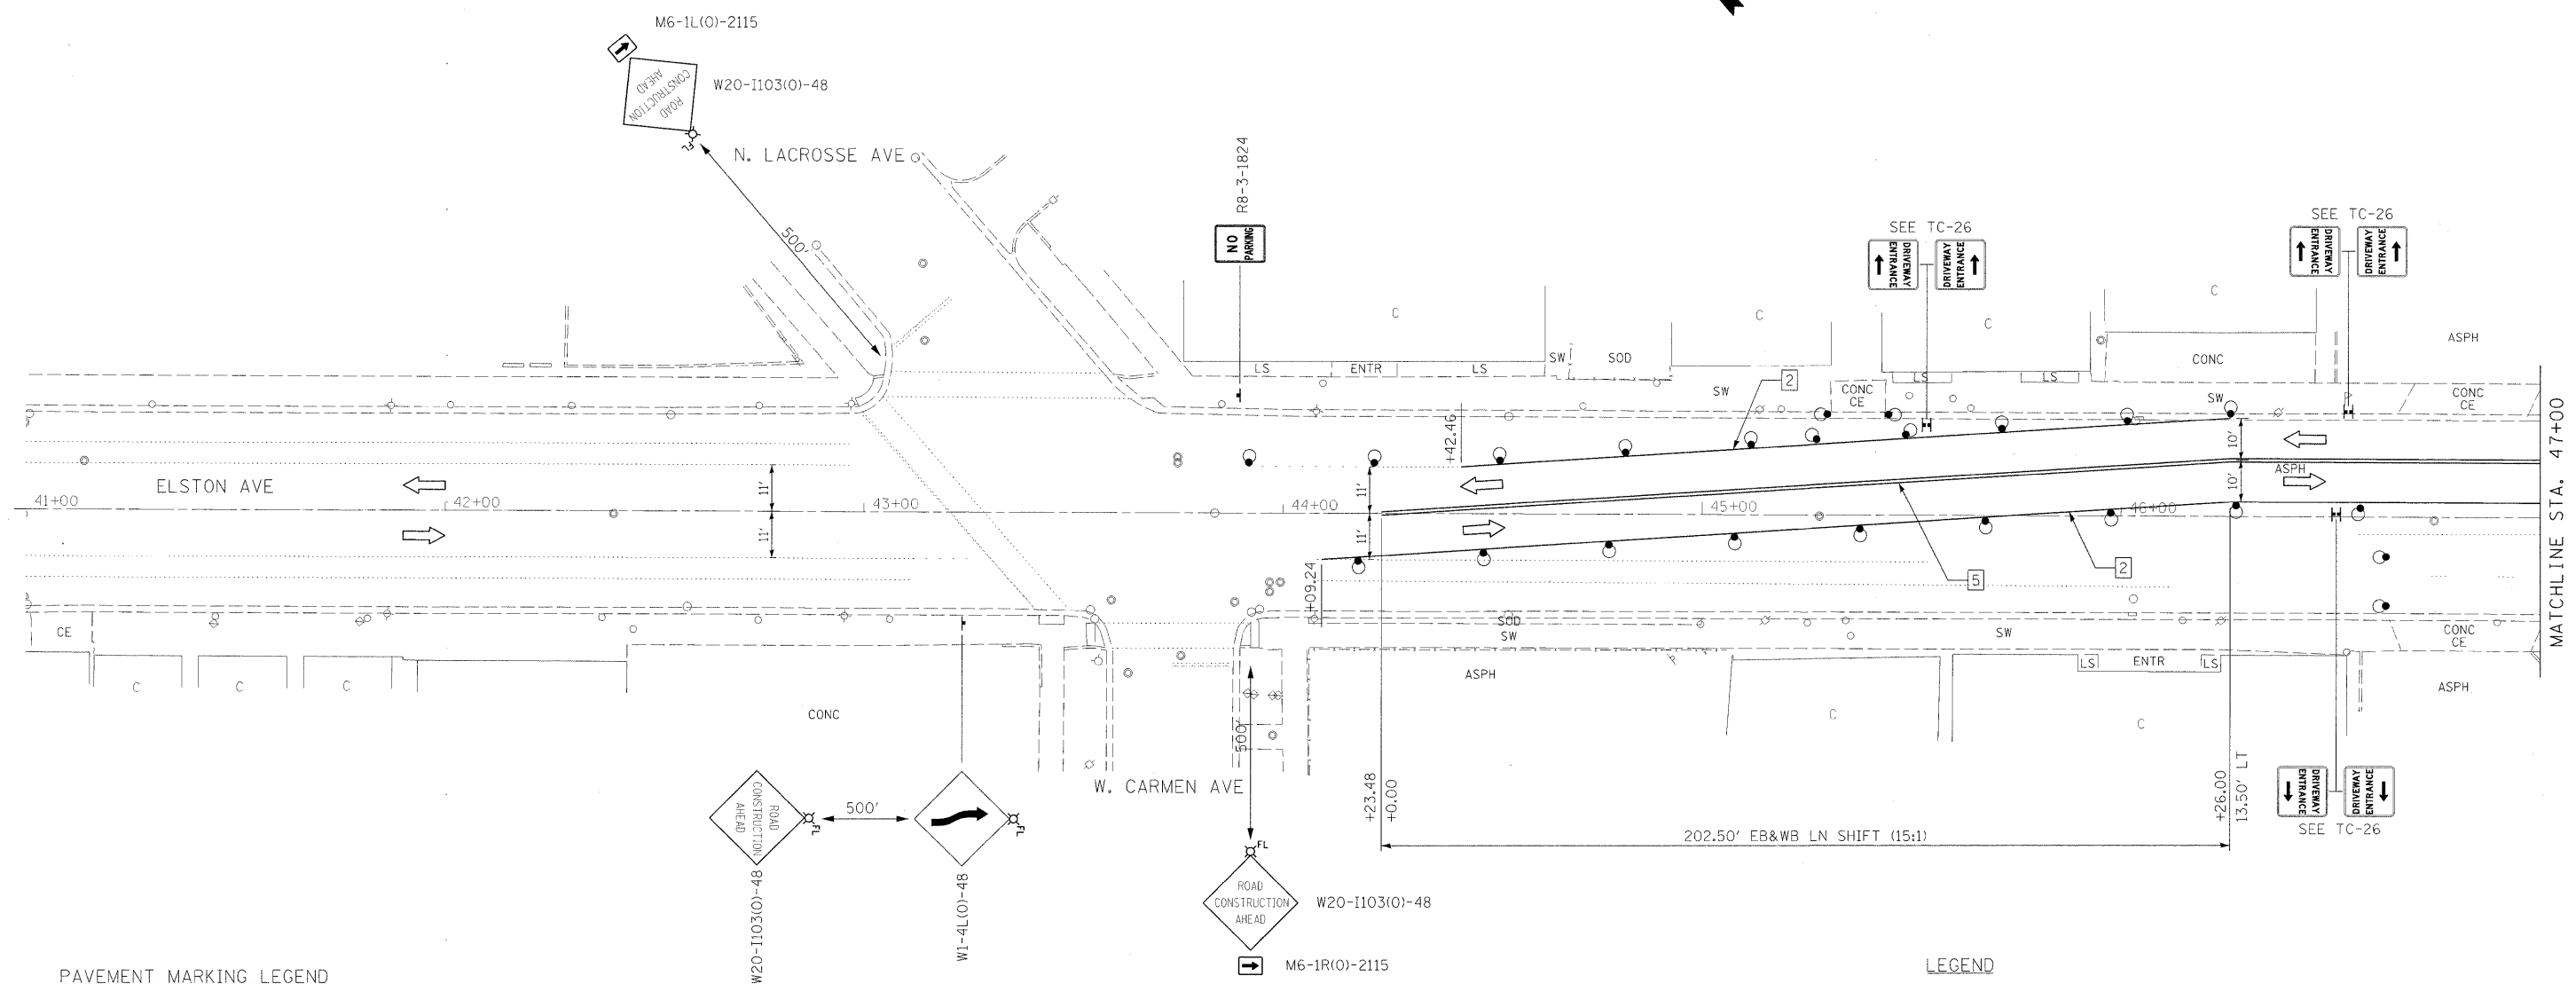 M6-1L(O)-2115
ROAD
CONSTRUCTION
AHEAD
W20-I103(O)-48
FL
N. LACROSSE AVE
500'
R8-3-1824
NO
PARKING
SEE TC-26
DRIVEWAY
ENTRANCE
DRIVEWAY
ENTRANCE
SEE TC-26
DRIVEWAY
ENTRANCE
DRIVEWAY
ENTRANCE
C
C
C
C
ASPH
LS
ENTR
LS
SW
SOD
SW
2
CONC
CE
LS
LS
CONC
SW
CONC
CE
MATCHLINE STA. 47+00
+42.46
10'
10'
ASPH
ELSTON AVE
41+00
42+00
43+00
44+00
45+00
46+00
11'
11'
11'
11'
5
2
+09.24
CE
C
C
C
CONC
SOD
SW
SW
ASPH
C
LS
ENTR
LS
C
CONC
CE
ASPH
500'
W. CARMEN AVE
ROAD
CONSTRUCTION
AHEAD
FL
500'
FL
W20-I103(O)-48
W1-4L(O)-48
FL
ROAD
CONSTRUCTION
AHEAD
W20-I103(O)-48
M6-1R(O)-2115
+23.48
+0.00
202.50' EB&WB LN SHIFT (15:1)
+26.00
13.50' LT
DRIVEWAY
ENTRANCE
DRIVEWAY
ENTRANCE
SEE TC-26
PAVEMENT MARKING LEGEND
LEGEND